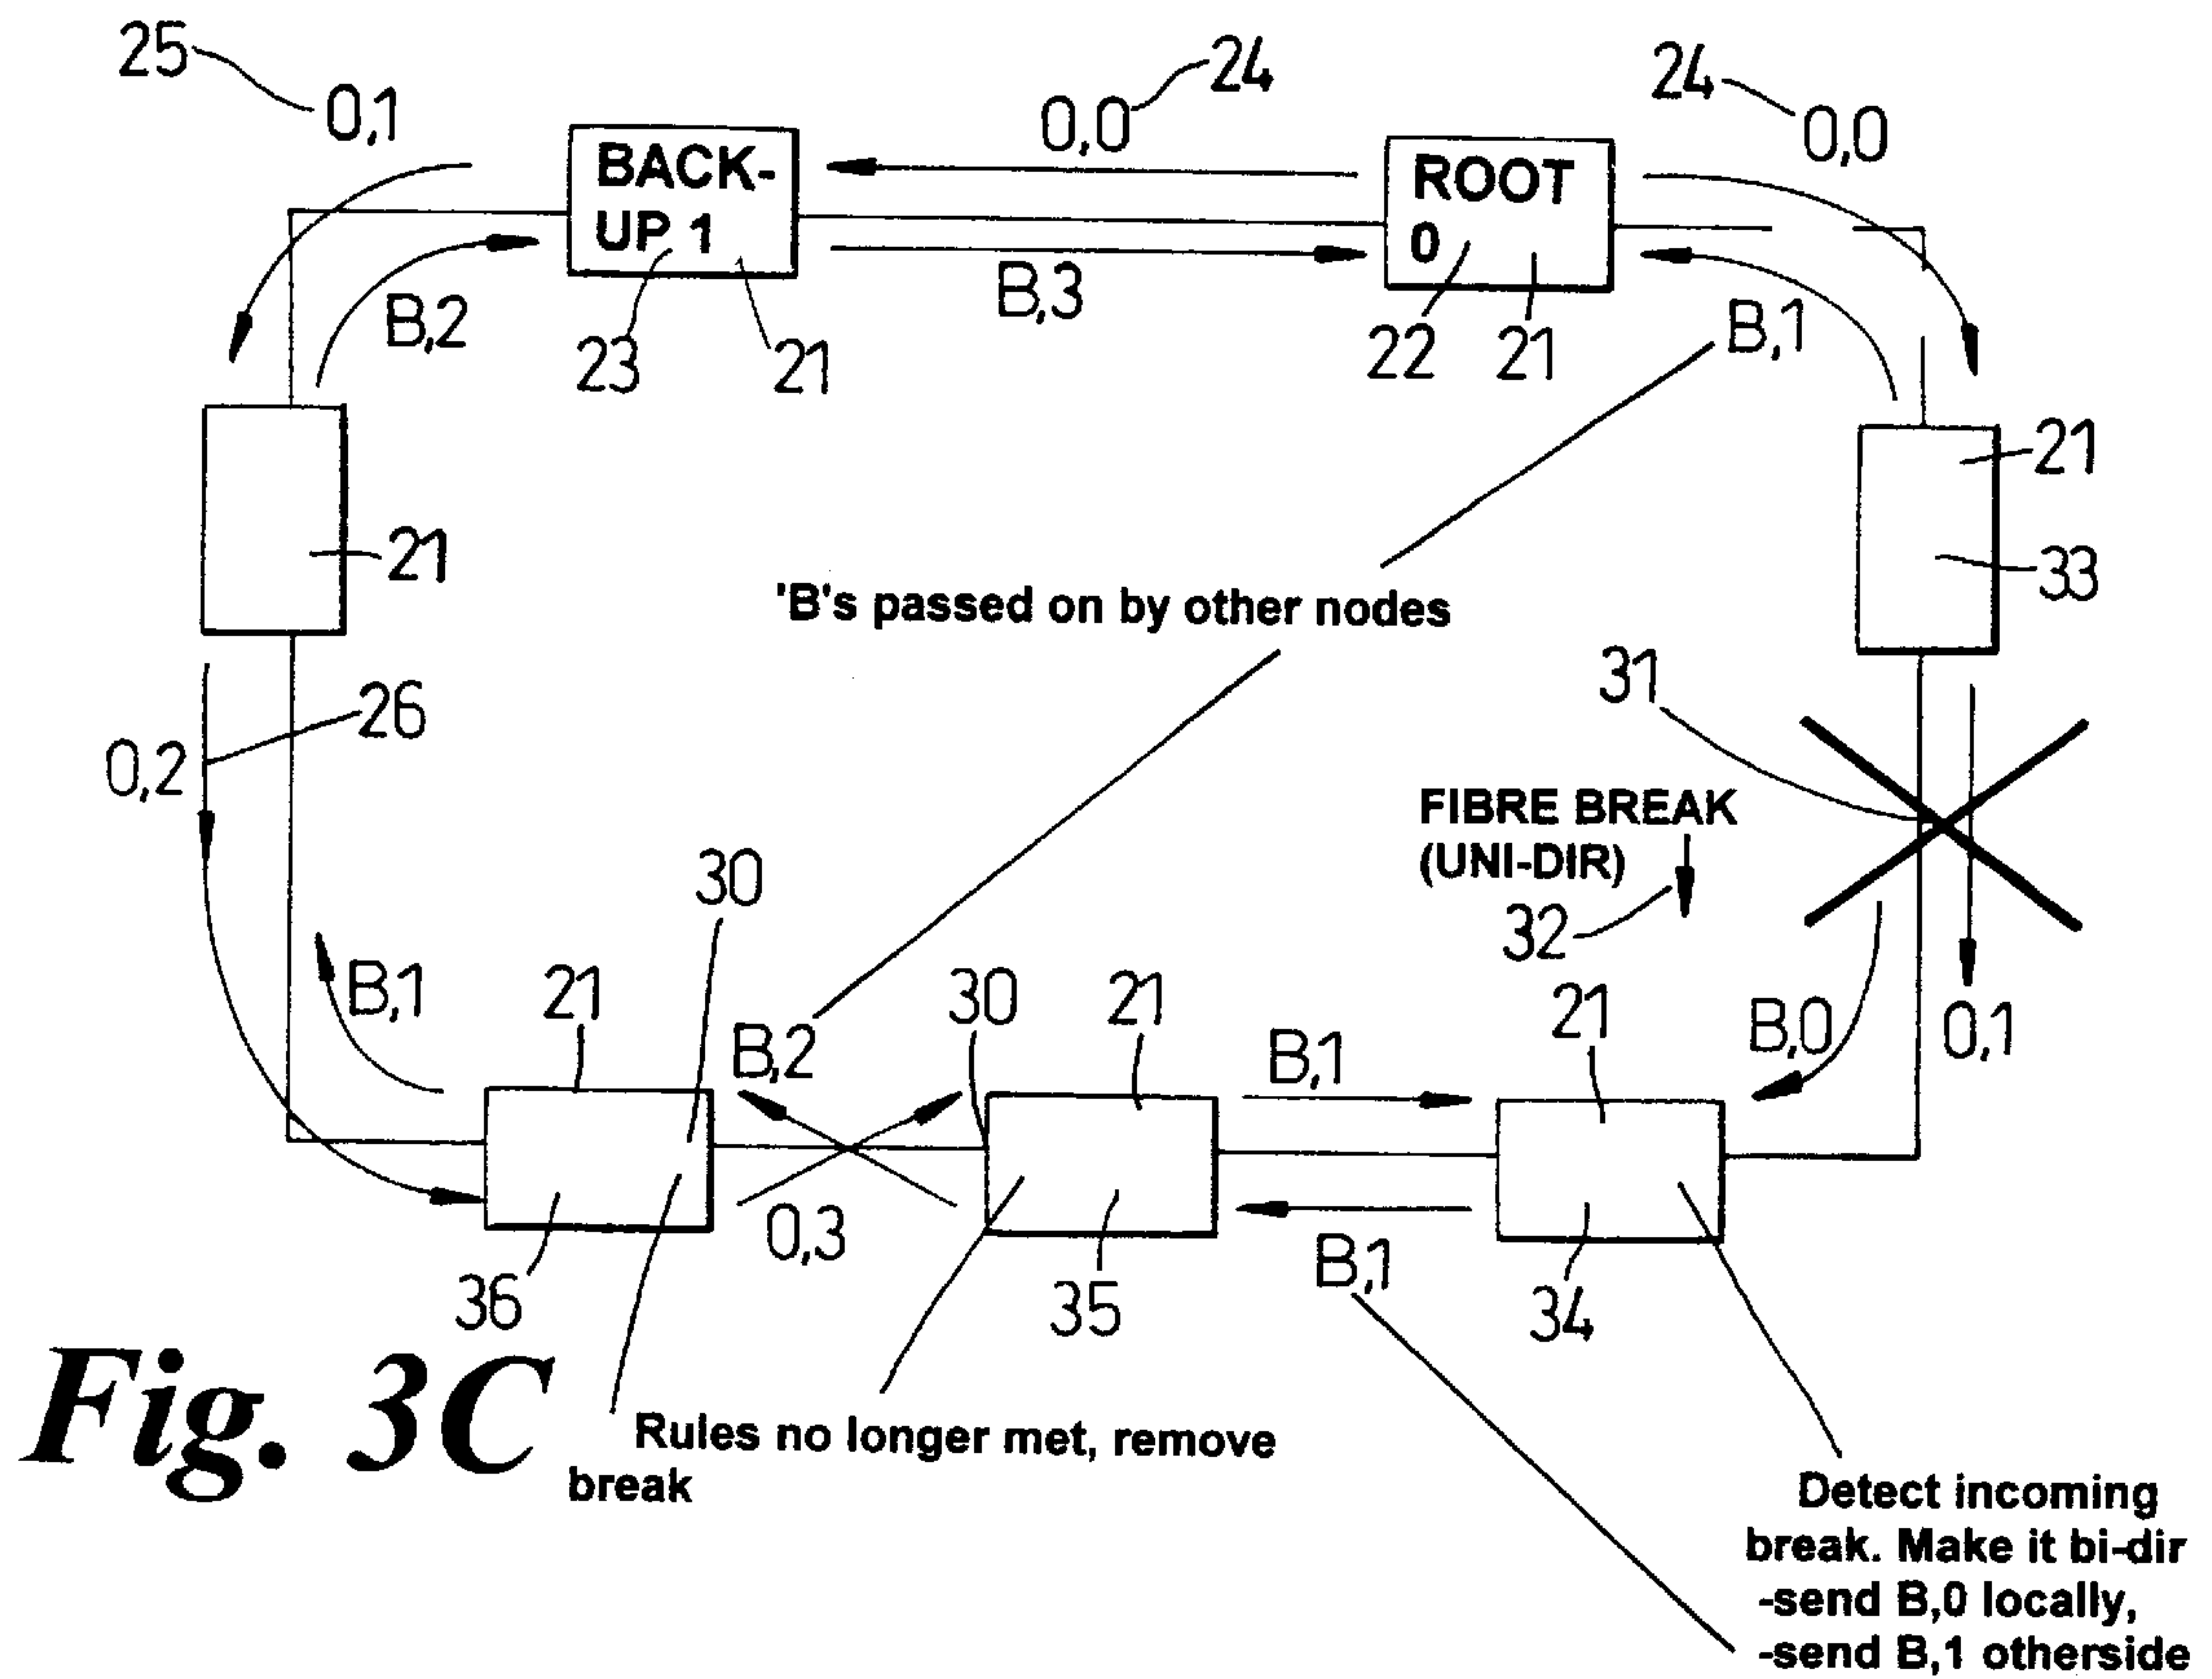 25
0,1
0,0
24
24
0,0
BACK-
UP 1
ROOT
0
B,2
23
21
B,3
22
21
B,1
21
33
21
'B's passed on by other nodes
31
26
0,2
FIBRE BREAK
(UNI-DIR)
32
30
B,1
21
B,2
30
21
B,1
21
B,0
0,1
36
0,3
35
B,1
34
Fig. 3C
Rules no longer met, remove
break
Detect incoming
break. Make it bi-dir
-send B,0 locally,
-send B,1 otherside